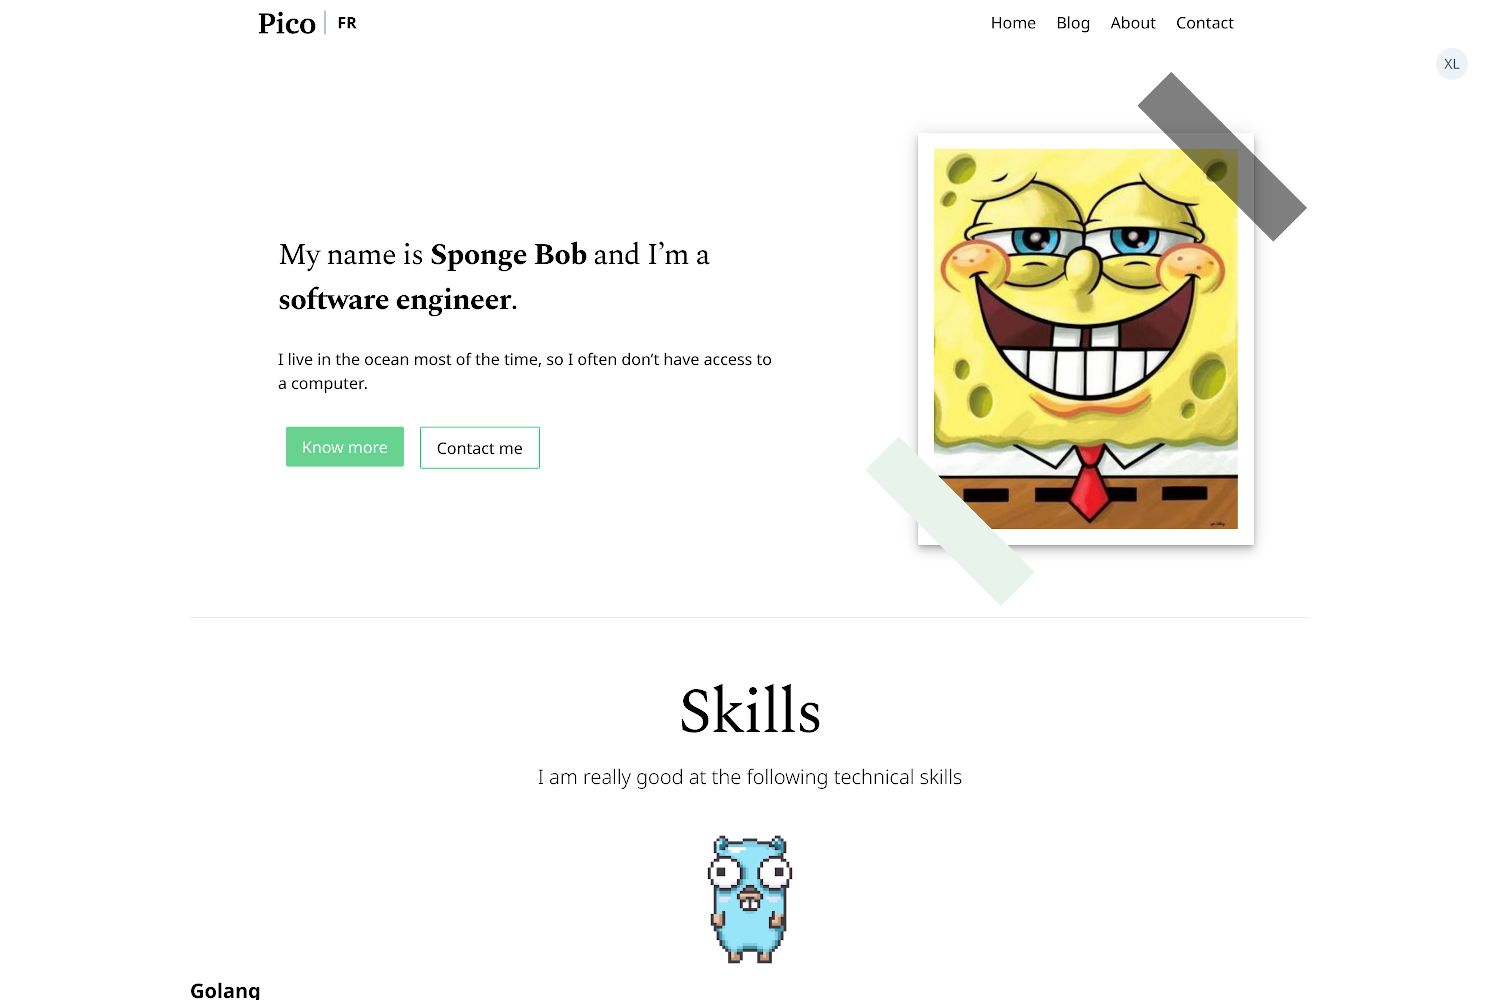 Pico
FR
Home Blog About Contact
XL
My name is Sponge Bob and I’m a
software engineer.
I live in the ocean most of the time, so I often don’t have access to
a computer.
Know more
Contact me
Skills
I am really good at the following technical skills
Golang